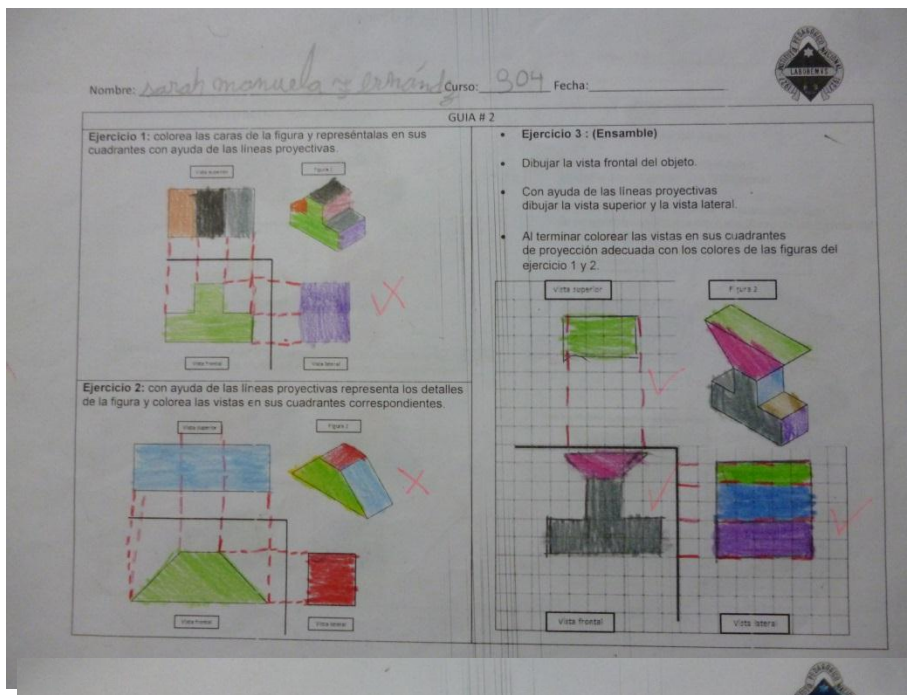 Nombre: sarah manuela Curso: 304 Fecha:
LABOREMUS
GUIA # 2
Ejercicio 1: colorea las caras de la figura y represéntalas en sus
cuadrantes con ayuda de las líneas proyectivas.
Vista superior
Figura 1
Vista frontal
Vista lateral
Ejercicio 2: con ayuda de las líneas proyectivas representa los detalles
de la figura y colorea las vistas en sus cuadrantes correspondientes.
Vista superior
Figura 2
Vista frontal
Vista lateral
• Ejercicio 3 : (Ensamble)
• Dibujar la vista frontal del objeto.
• Con ayuda de las líneas proyectivas
dibujar la vista superior y la vista lateral.
• Al terminar colorear las vistas en sus cuadrantes
de proyección adecuada con los colores de las figuras del
ejercicio 1 y 2.
Vista superior
Figura 3
Vista frontal
Vista lateral